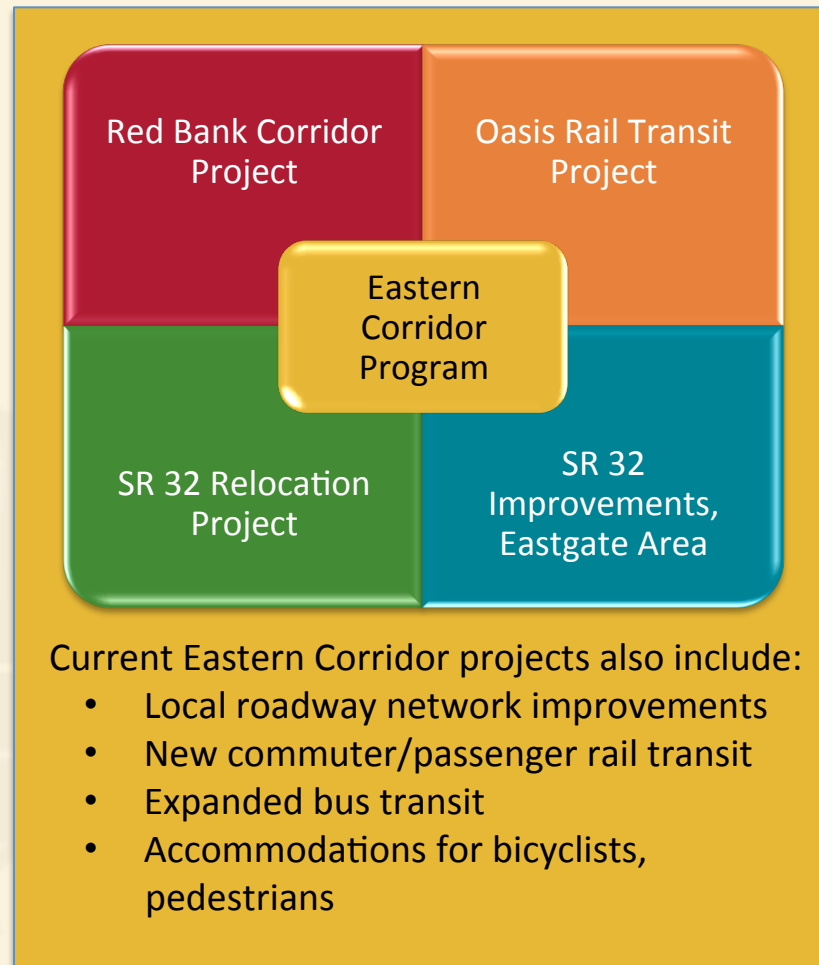 Red Bank Corridor
Project
Oasis Rail Transit
Project
Eastern
Corridor
Program
SR 32 Relocation
Project
SR 32
Improvements,
Eastgate Area
Current Eastern Corridor projects also include:
• Local roadway network improvements
• New commuter/passenger rail transit
• Expanded bus transit
• Accommodations for bicyclists,
pedestrians